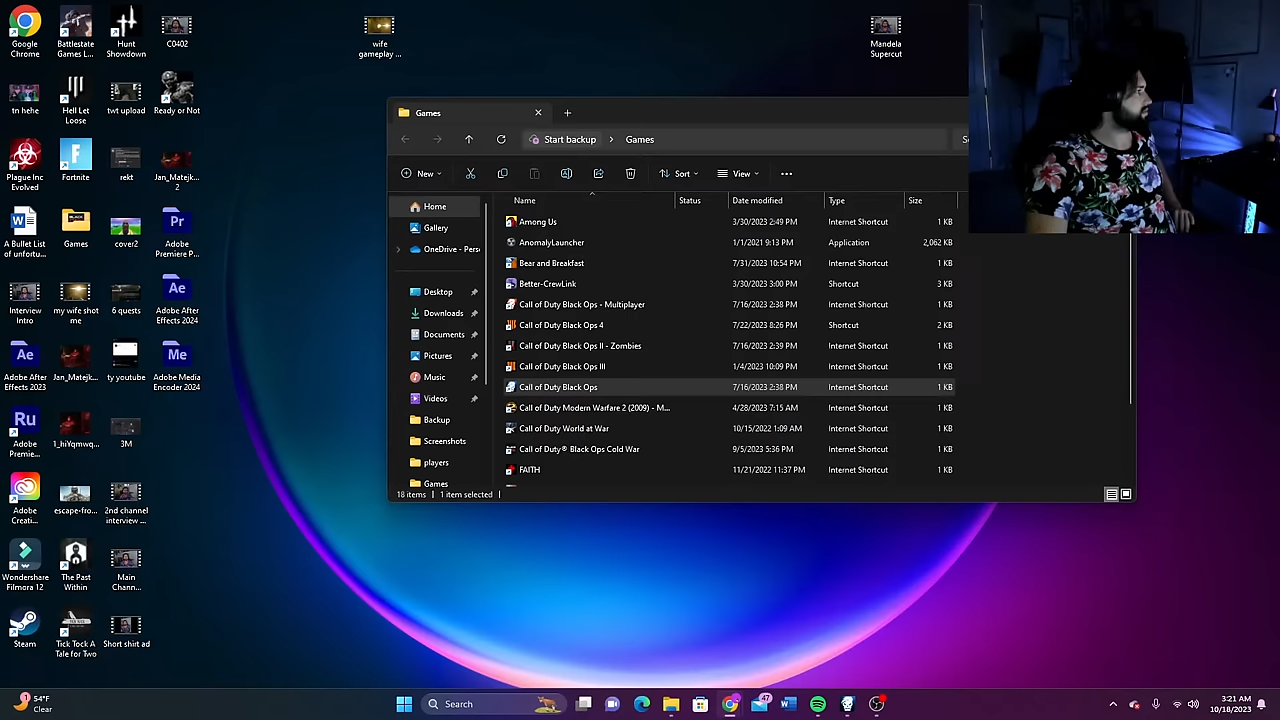 Google
Chrome
Battlestate
Games L...
Hunt
Showdown
C0402
wife
gameplay ...
Mandela
Supercut
tn hehe
Hell Let
Loose
twt upload
Ready or Not
Plague Inc
Evolved
Fortnite
rekt
Jan_Matejk...
2
A Bullet List
of unfortu...
Games
cover2
Adobe
Premiere P...
Interview
Intro
my wife shot
me
6 quests
Adobe After
Effects 2024
Adobe After
Effects 2023
Jan_Matejk...
ty youtube
Adobe Media
Encoder 2024
Adobe
Premie...
1_hiYqmwq...
3M
Adobe
Creati...
escape-fro...
2nd channel
interview ...
Wondershare
Filmora 12
The Past
Within
Main
Chann...
Steam
Tick Tock A
Tale for Two
Short shirt ad
Pr
Ae
Ae
Me
Ru
Games
Start backup > Games
New Sort View
Name Status Date modified Type Size
Home
Gallery
OneDrive - Pers
Desktop
Downloads
Documents
Pictures
Music
Videos
Backup
Screenshots
players
Games
Among Us 3/30/2023 2:49 PM Internet Shortcut 1 KB
AnomalyLauncher 1/1/2021 9:13 PM Application 2,062 KB
Bear and Breakfast 7/31/2023 10:54 PM Internet Shortcut 1 KB
Better-CrewLink 3/30/2023 3:00 PM Shortcut 3 KB
Call of Duty Black Ops - Multiplayer 7/16/2023 2:38 PM Internet Shortcut 1 KB
Call of Duty Black Ops 4 7/22/2023 8:26 PM Shortcut 2 KB
Call of Duty Black Ops II - Zombies 7/16/2023 2:39 PM Internet Shortcut 1 KB
Call of Duty Black Ops III 1/4/2023 10:09 PM Internet Shortcut 1 KB
Call of Duty Black Ops 7/16/2023 2:38 PM Internet Shortcut 1 KB
Call of Duty Modern Warfare 2 (2009) - M... 4/28/2023 7:15 AM Internet Shortcut 1 KB
Call of Duty World at War 10/15/2022 1:09 AM Internet Shortcut 1 KB
Call of Duty® Black Ops Cold War 9/5/2023 5:36 PM Internet Shortcut 1 KB
FAITH 11/21/2022 11:37 PM Internet Shortcut 1 KB
18 items 1 item selected
54°F
Clear
Search
47
3:21 AM
10/18/2023